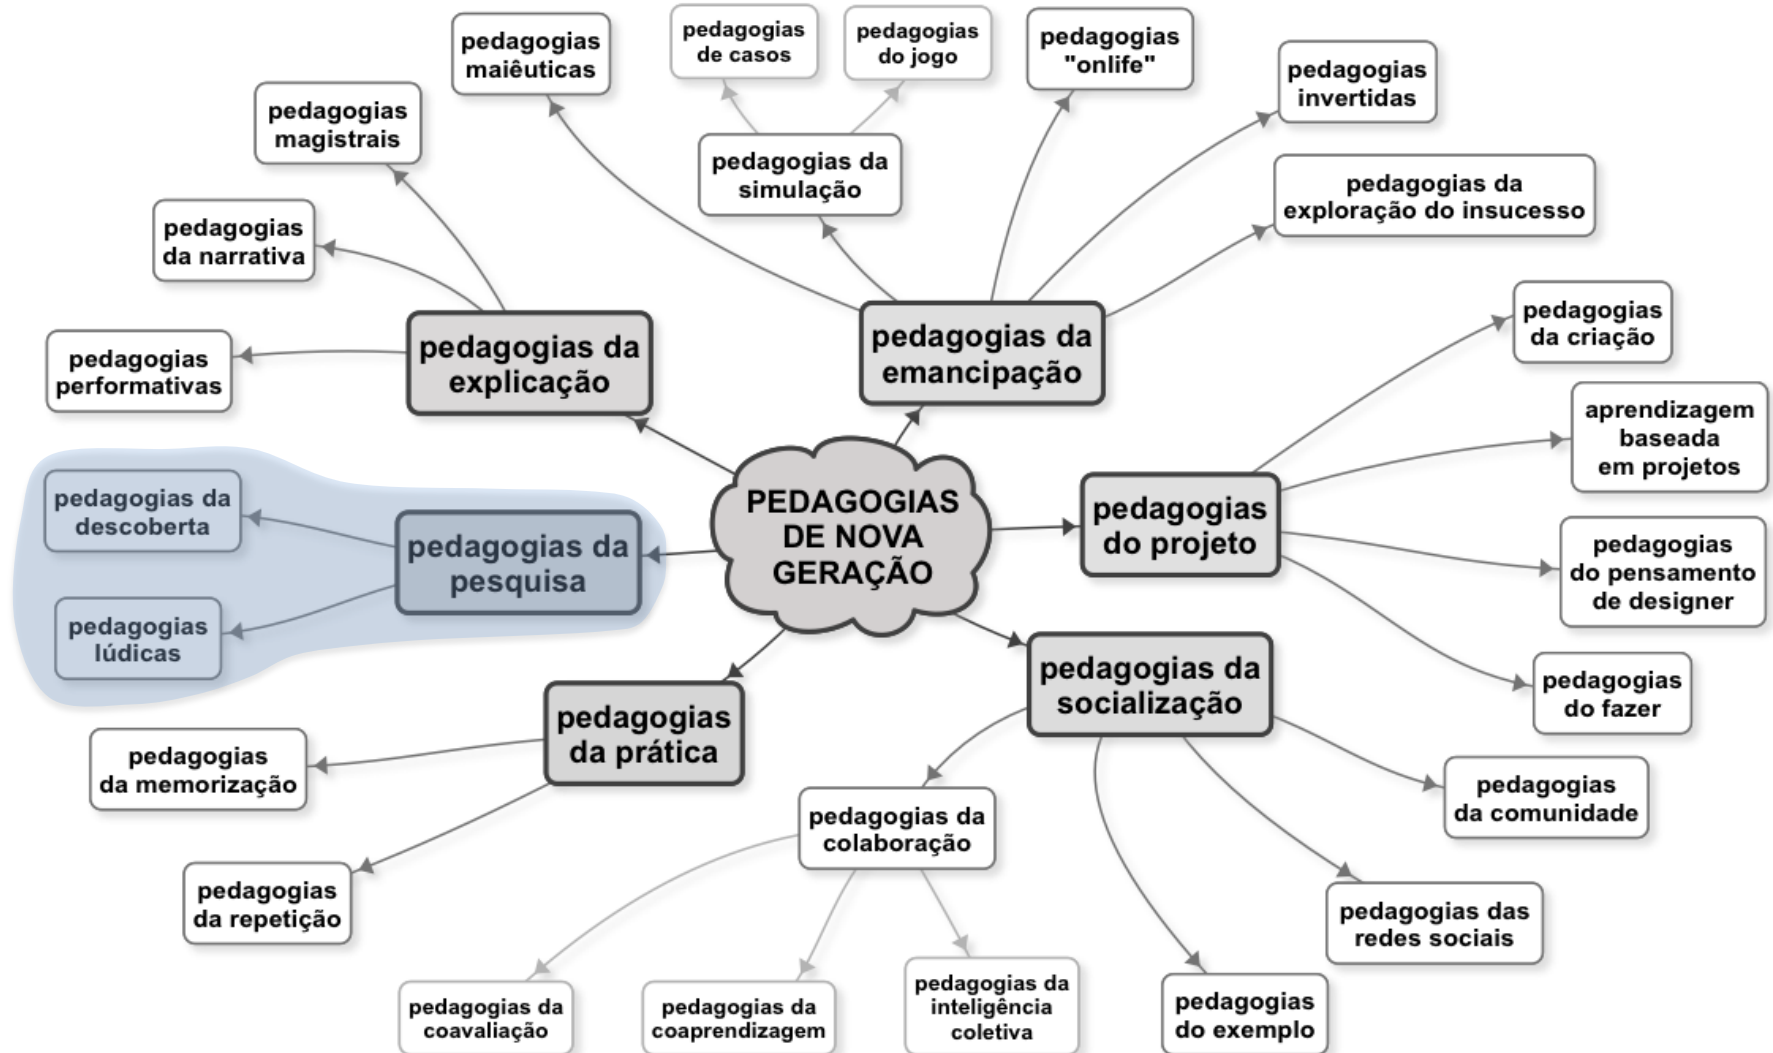 pedagogias
maiêuticas
pedagogias
de casos
pedagogias
do jogo
pedagogias
"onlife"
pedagogias
invertidas
pedagogias
magistrais
pedagogias da
simulação
pedagogias da
exploração do insucesso
pedagogias
da narrativa
pedagogias
performativas
pedagogias da
explicação
pedagogias da
emancipação
pedagogias
da criação
aprendizagem
baseada
em projetos
pedagogias da
descoberta
pedagogias da
pesquisa
PEDAGOGIAS
DE NOVA
GERAÇÃO
pedagogias
do projeto
pedagogias
do pensamento
de designer
pedagogias
lúdicas
pedagogias da
socialização
pedagogias
do fazer
pedagogias
da prática
pedagogias
da memorização
pedagogias da
colaboração
pedagogias
da comunidade
pedagogias
da repetição
pedagogias das
redes sociais
pedagogias da
coavaliação
pedagogias da
coaprendizagem
pedagogias da
inteligência
coletiva
pedagogias
do exemplo